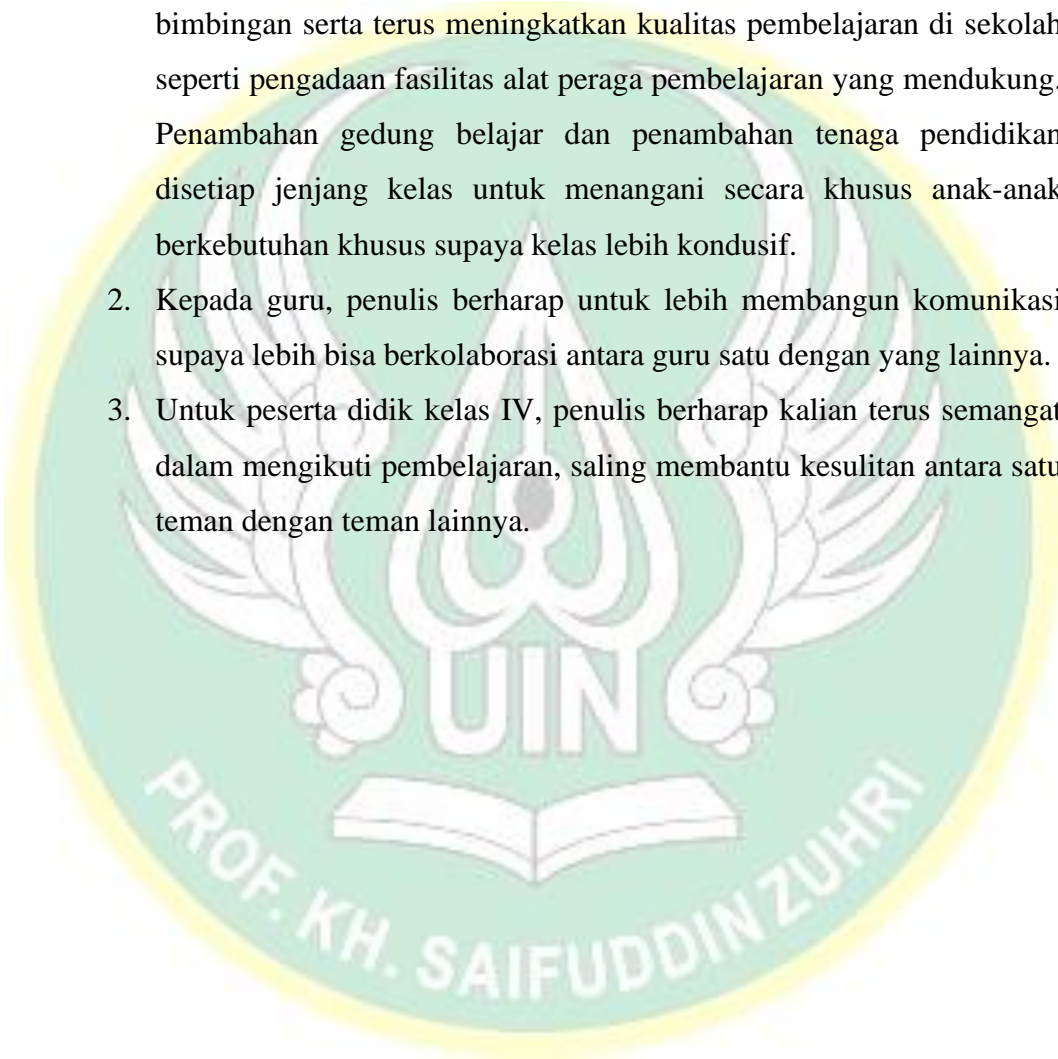 bimbingan serta terus meningkatkan kualitas pembelajaran di sekolah
seperti pengadaan fasilitas alat peraga pembelajaran yang mendukung.
Penambahan gedung belajar dan penambahan tenaga pendidikan
disetiap jenjang kelas untuk menangani secara khusus anak-anak
berkebutuhan khusus supaya kelas lebih kondusif.
2. Kepada guru, penulis berharap untuk lebih membangun komunikasi
supaya lebih bisa berkolaborasi antara guru satu dengan yang lainnya.
3. Untuk peserta didik kelas IV, penulis berharap kalian terus semangat
dalam mengikuti pembelajaran, saling membantu kesulitan antara satu
teman dengan teman lainnya.
UIN
PROF. KH. SAIFUDDIN ZUHRI